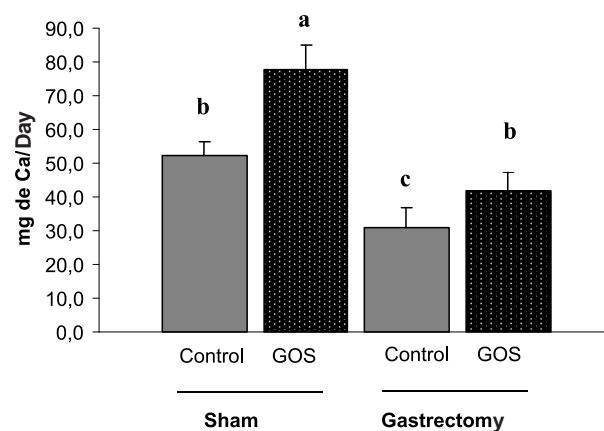 a
90,0
80,0
70,0
b
60,0
b
50,0
40,0
c
30,0
20,0
10,0
0,0
mg de Ca/Day
Control GOS Control GOS
Sham Gastrectomy